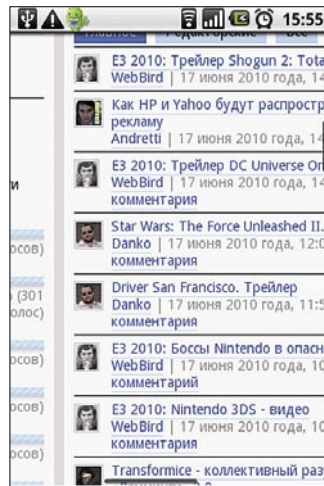 15:55
Главное Редакторские Все
E3 2010: Трейлер Shogun 2: Tota
WebBird | 17 июня 2010 года, 14
Как HP и Yahoo будут распростр
рекламу
Andretti | 17 июня 2010 года, 14
E3 2010: Трейлер DC Universe On
WebBird | 17 июня 2010 года, 14
комментария
и
Star Wars: The Force Unleashed II.
Danko | 17 июня 2010 года, 12:0
комментария
осов)
Driver San Francisco. Трейлер
Danko | 17 июня 2010 года, 11:5
комментария
(301
олос)
E3 2010: Боссы Nintendo в опасн
WebBird | 17 июня 2010 года, 10
комментарий
осов)
E3 2010: Nintendo 3DS - видео
WebBird | 17 июня 2010 года, 10
комментария
осов)
Transformice - коллективный раз
осов)